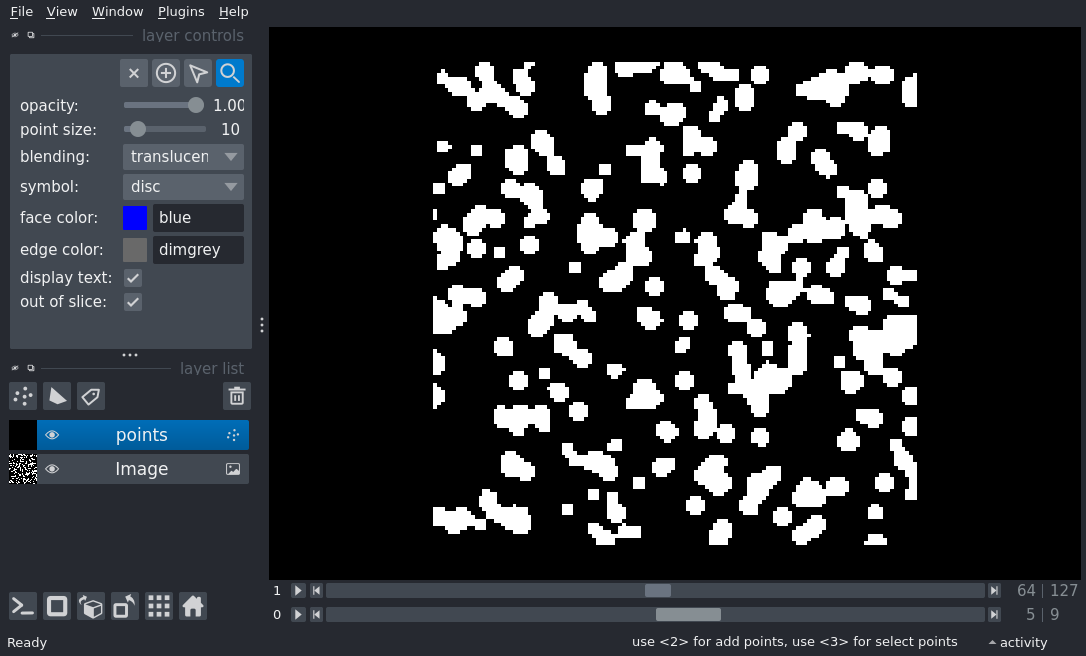 File View Window Plugins Help
layer controls
opacity: 1.00
point size: 10
blending: translucen
symbol: disc
face color: blue
edge color: dimgrey
display text:
out of slice:
layer list
points
Image
1 64 | 127
0 5 | 9
Ready use <2> for add points, use <3> for select points activity